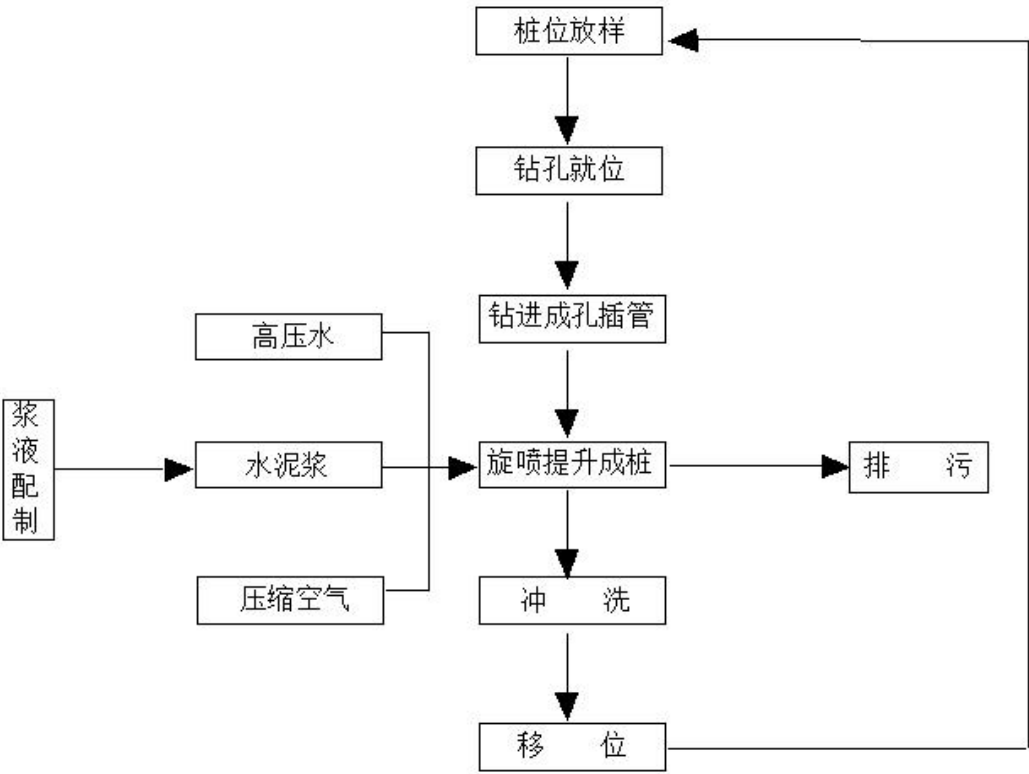 桩位放样
钻孔就位
钻进成孔插管
高压水
浆液配制
水泥浆
旋喷提升成桩
排 污
压缩空气
冲 洗
移 位